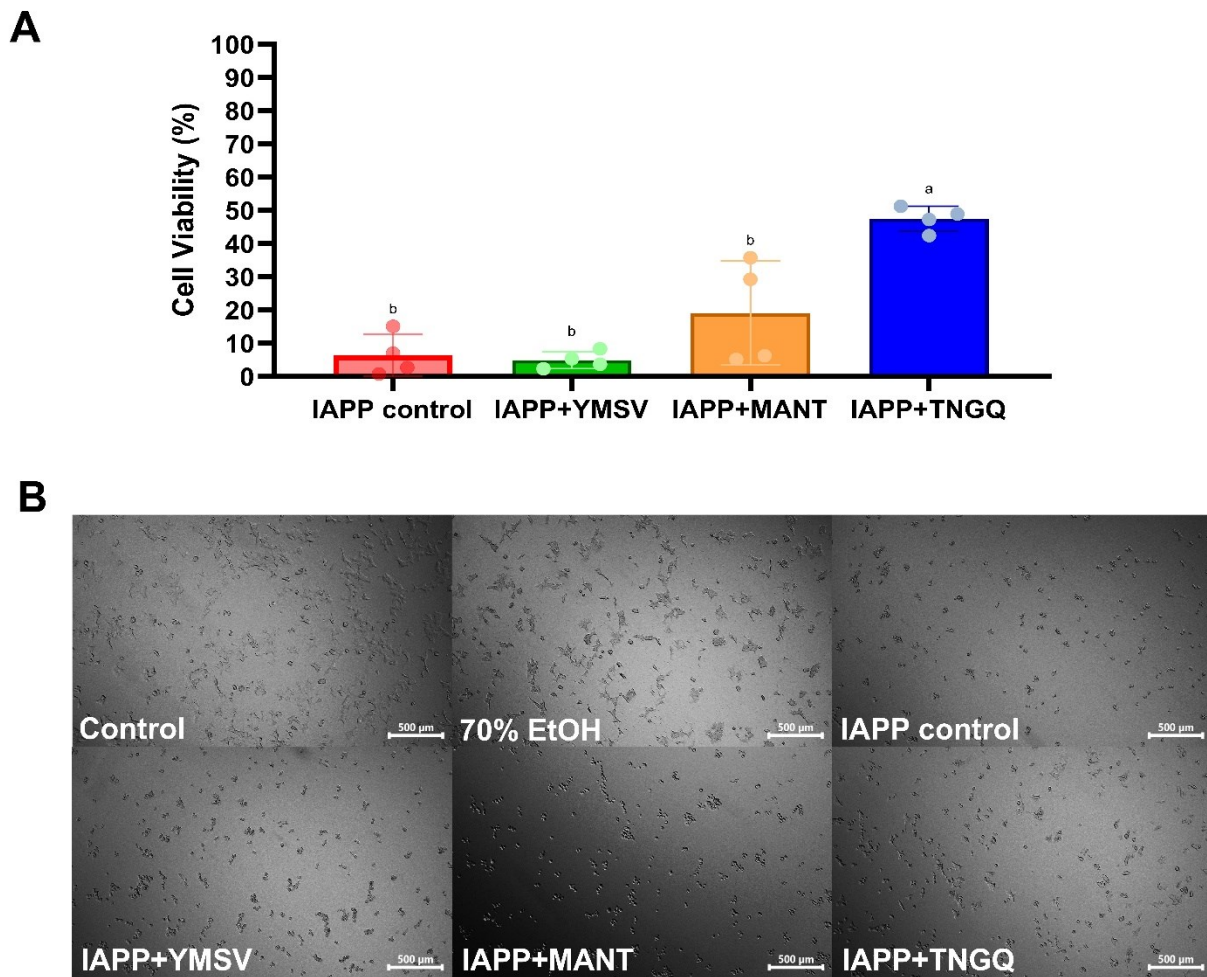 A
Cell Viability (%)
100
90
80
70
60
50
40
30
20
10
0
b
b
b
a
IAPP control
IAPP+YMSV
IAPP+MANT
IAPP+TNGQ
B
Control
500 µm
70% EtOH
500 µm
IAPP control
500 µm
IAPP+YMSV
500 µm
IAPP+MANT
500 µm
IAPP+TNGQ
500 µm